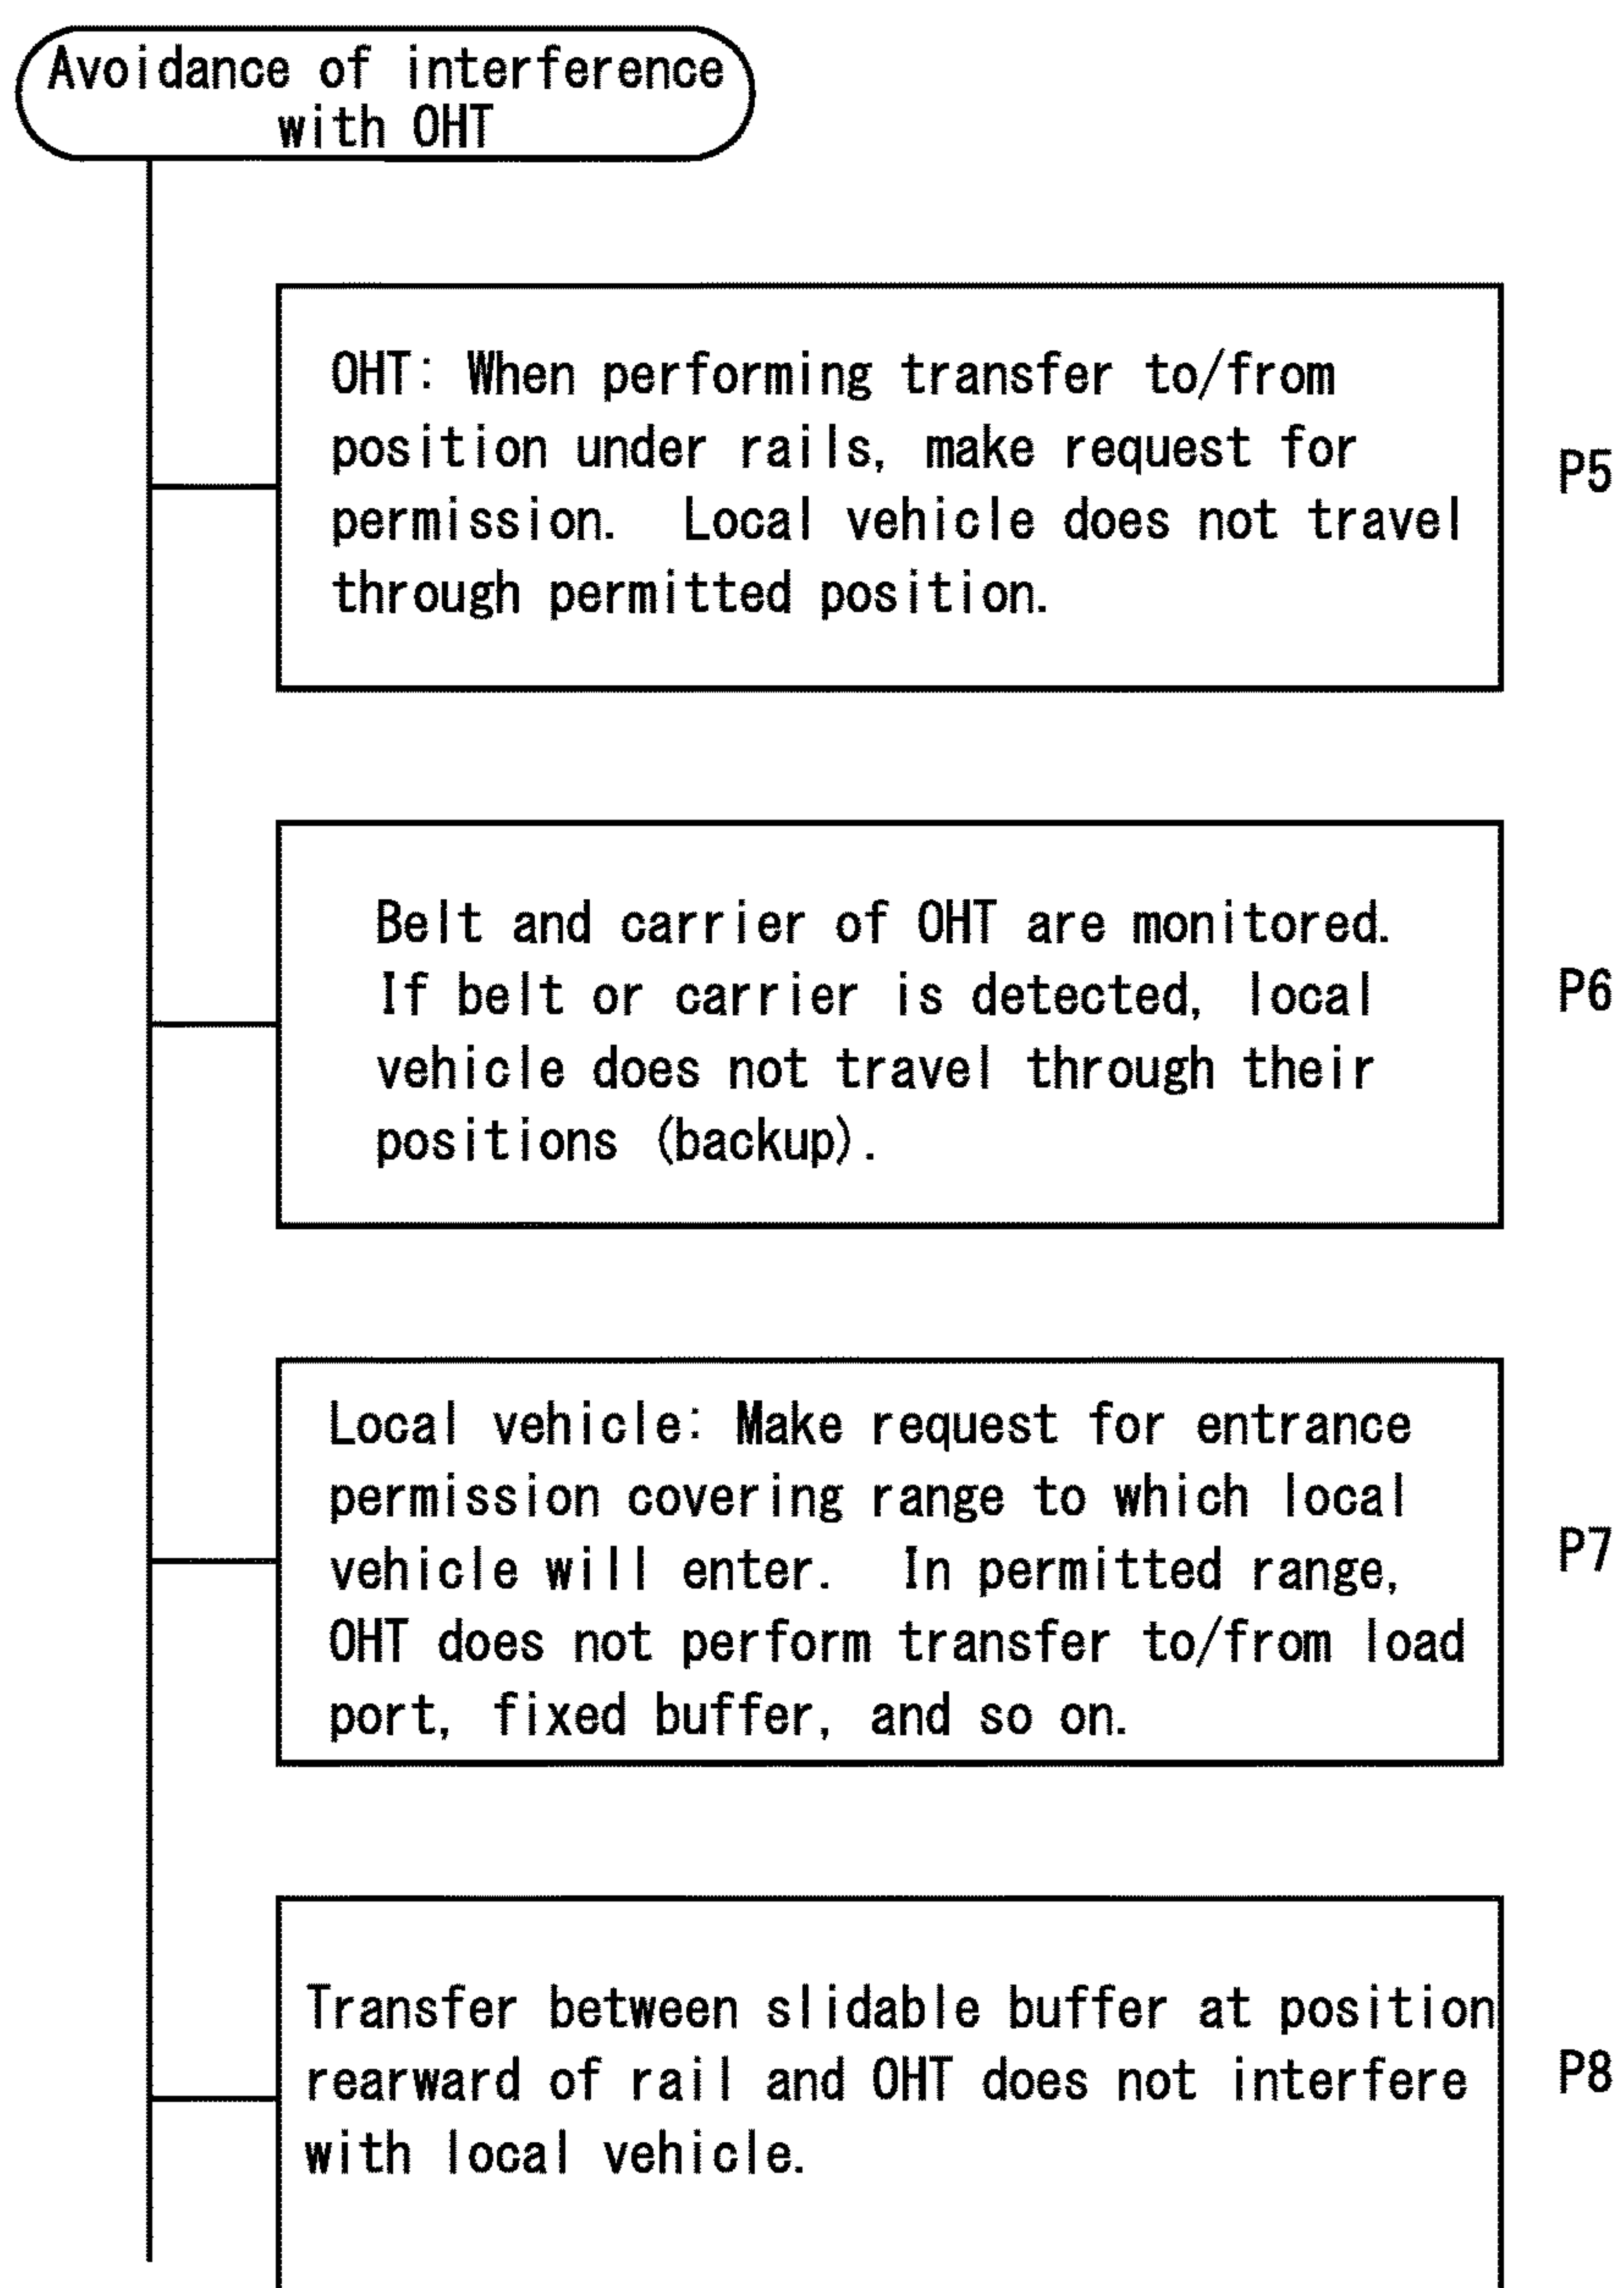 Avoidance of interference
with OHT
OHT: When performing transfer to/from
position under rails, make request for
permission. Local vehicle does not travel
through permitted position.
P5
Belt and carrier of OHT are monitored.
If belt or carrier is detected, local
vehicle does not travel through their
positions (backup).
P6
Local vehicle: Make request for entrance
permission covering range to which local
vehicle will enter. In permitted range,
OHT does not perform transfer to/from load
port, fixed buffer, and so on.
P7
Transfer between slidable buffer at position
rearward of rail and OHT does not interfere
with local vehicle.
P8